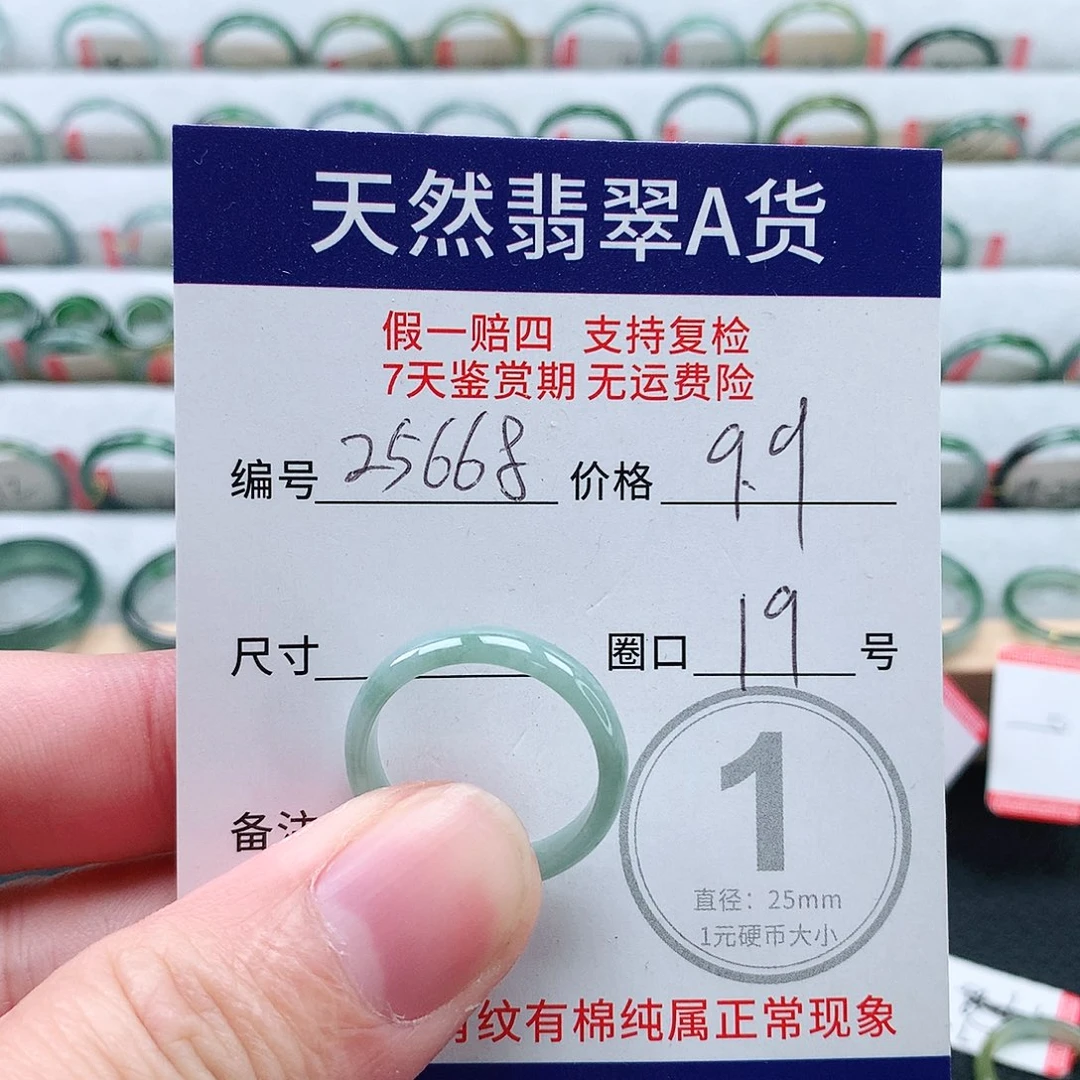 天然翡翠A货
假一赔四 支持复检
7天鉴赏期 无运费险
编号 25668 价格 9.9
尺寸 圈口 19 号
备注
1
直径：25mm
1元硬币大小
纹有棉纯属正常现象